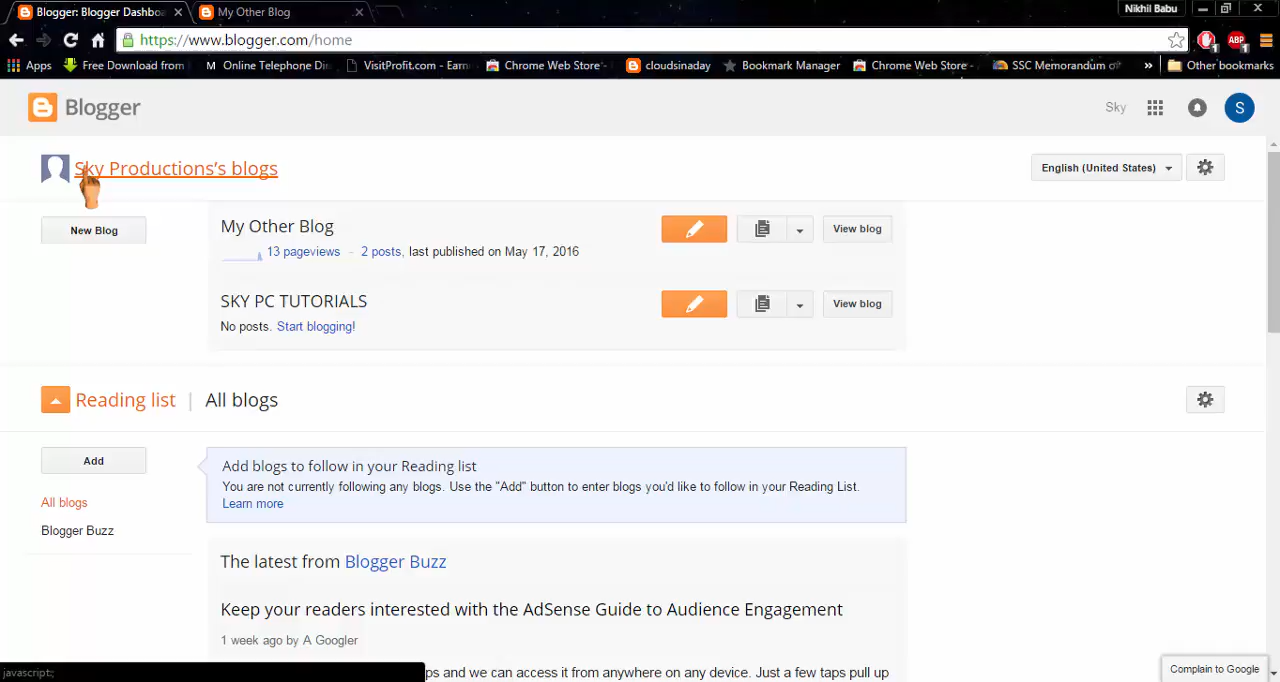 Blogger: Blogger Dashbo
My Other Blog
Nikhil Babu
https://www.blogger.com/home
Apps
Free Download from
Online Telephone Dir
VisitProfit.com - Earn
Chrome Web Store -
cloudsinaday
Bookmark Manager
Chrome Web Store -
SSC Memorandum of
»
Other bookmarks
Blogger
Sky
S
Sky Productions's blogs
English (United States)
New Blog
My Other Blog
View blog
13 pageviews - 2 posts, last published on May 17, 2016
SKY PC TUTORIALS
View blog
No posts. Start blogging!
Reading list | All blogs
Add
Add blogs to follow in your Reading list
You are not currently following any blogs. Use the "Add" button to enter blogs you'd like to follow in your Reading List.
Learn more
All blogs
Blogger Buzz
The latest from Blogger Buzz
Keep your readers interested with the AdSense Guide to Audience Engagement
1 week ago by A Googler
javascript:;
ps and we can access it from anywhere on any device. Just a few taps pull up
Complain to Google